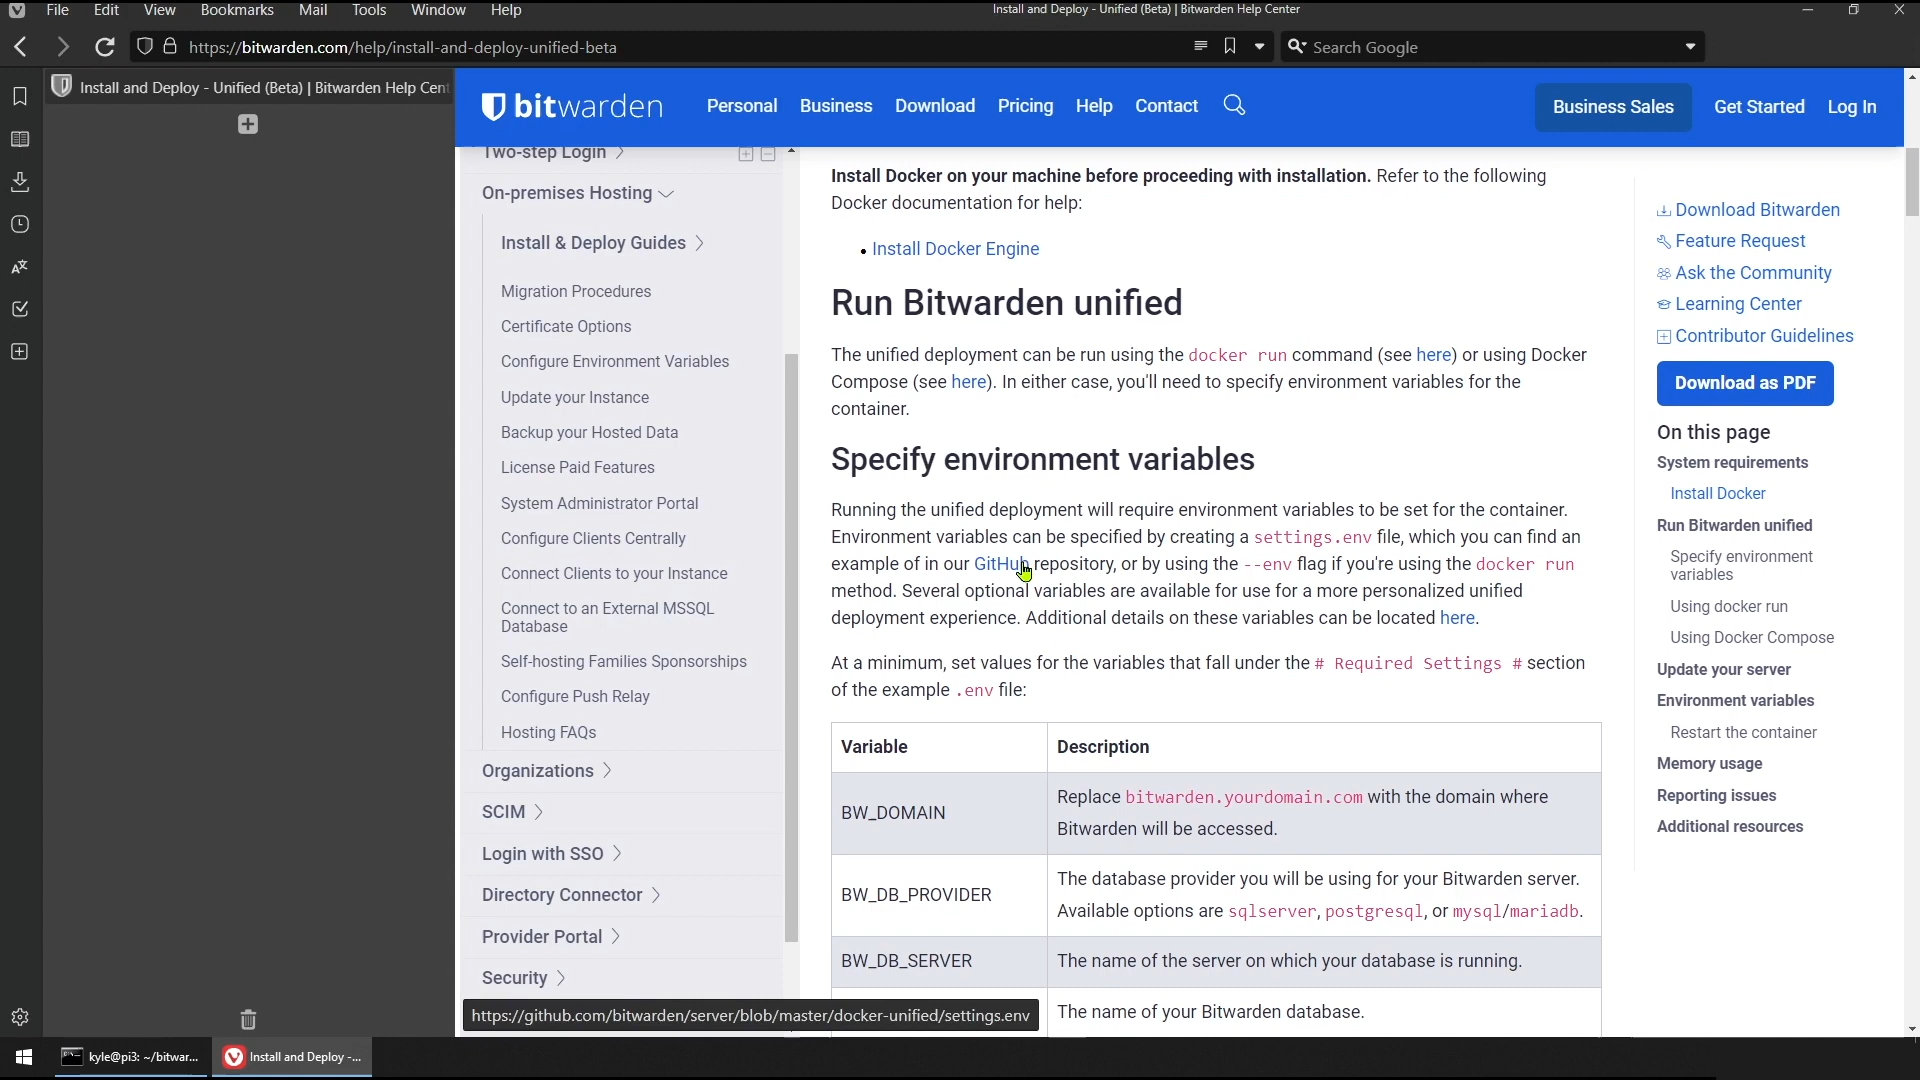 File Edit View Bookmarks Mail Tools Window Help
Install and Deploy - Unified (Beta) | Bitwarden Help Center
https://bitwarden.com/help/install-and-deploy-unified-beta
Search Google
Install and Deploy - Unified (Beta) | Bitwarden Help Cent
bitwarden
Personal Business Download Pricing Help Contact
Business Sales Get Started Log In
Two-step Login
On-premises Hosting
Install & Deploy Guides
Migration Procedures
Certificate Options
Configure Environment Variables
Update your Instance
Backup your Hosted Data
License Paid Features
System Administrator Portal
Configure Clients Centrally
Connect Clients to your Instance
Connect to an External MSSQL
Database
Self-hosting Families Sponsorships
Configure Push Relay
Hosting FAQs
Organizations
SCIM
Login with SSO
Directory Connector
Provider Portal
Security
Install Docker on your machine before proceeding with installation. Refer to the following
Docker documentation for help:
• Install Docker Engine
Run Bitwarden unified
The unified deployment can be run using the docker run command (see here) or using Docker
Compose (see here). In either case, you'll need to specify environment variables for the
container.
Specify environment variables
Running the unified deployment will require environment variables to be set for the container.
Environment variables can be specified by creating a settings.env file, which you can find an
example of in our GitHub repository, or by using the --env flag if you're using the docker run
method. Several optional variables are available for use for a more personalized unified
deployment experience. Additional details on these variables can be located here.
At a minimum, set values for the variables that fall under the # Required Settings # section
of the example .env file:
Variable Description
BW_DOMAIN
Replace bitwarden.yourdomain.com with the domain where
Bitwarden will be accessed.
BW_DB_PROVIDER
The database provider you will be using for your Bitwarden server.
Available options are sqlserver, postgresql, or mysql/mariadb.
BW_DB_SERVER The name of the server on which your database is running.
The name of your Bitwarden database.
Download Bitwarden
Feature Request
Ask the Community
Learning Center
Contributor Guidelines
Download as PDF
On this page
System requirements
Install Docker
Run Bitwarden unified
Specify environment
variables
Using docker run
Using Docker Compose
Update your server
Environment variables
Restart the container
Memory usage
Reporting issues
Additional resources
https://github.com/bitwarden/server/blob/master/docker-unified/settings.env
kyle@pi3: ~/bitwar...
Install and Deploy -...